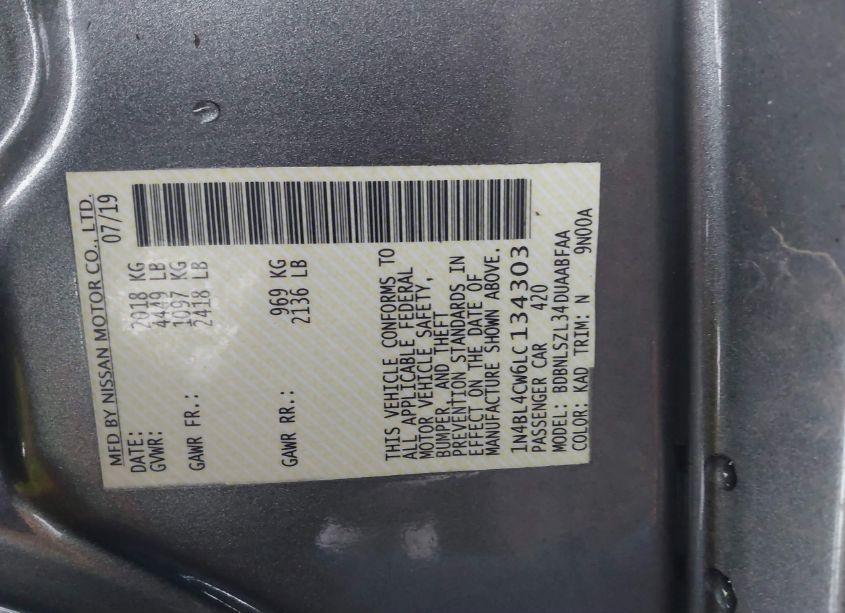 MFD BY NISSAN MOTOR CO., LTD.
DATE: 07/19
GVWR: 2018 KG
4449 LB
GAWR FR.: 1097 KG
2418 LB
GAWR RR.: 969 KG
2136 LB
THIS VEHICLE CONFORMS TO
ALL APPLICABLE FEDERAL
MOTOR VEHICLE SAFETY,
BUMPER, AND THEFT
PREVENTION STANDARDS IN
EFFECT ON THE DATE OF
MANUFACTURE SHOWN ABOVE.
1N4BL4CW6LC134303
PASSENGER CAR 420
MODEL: BDBNLSZL34DUAABFAA
COLOR: KAD TRIM: N 9N00A